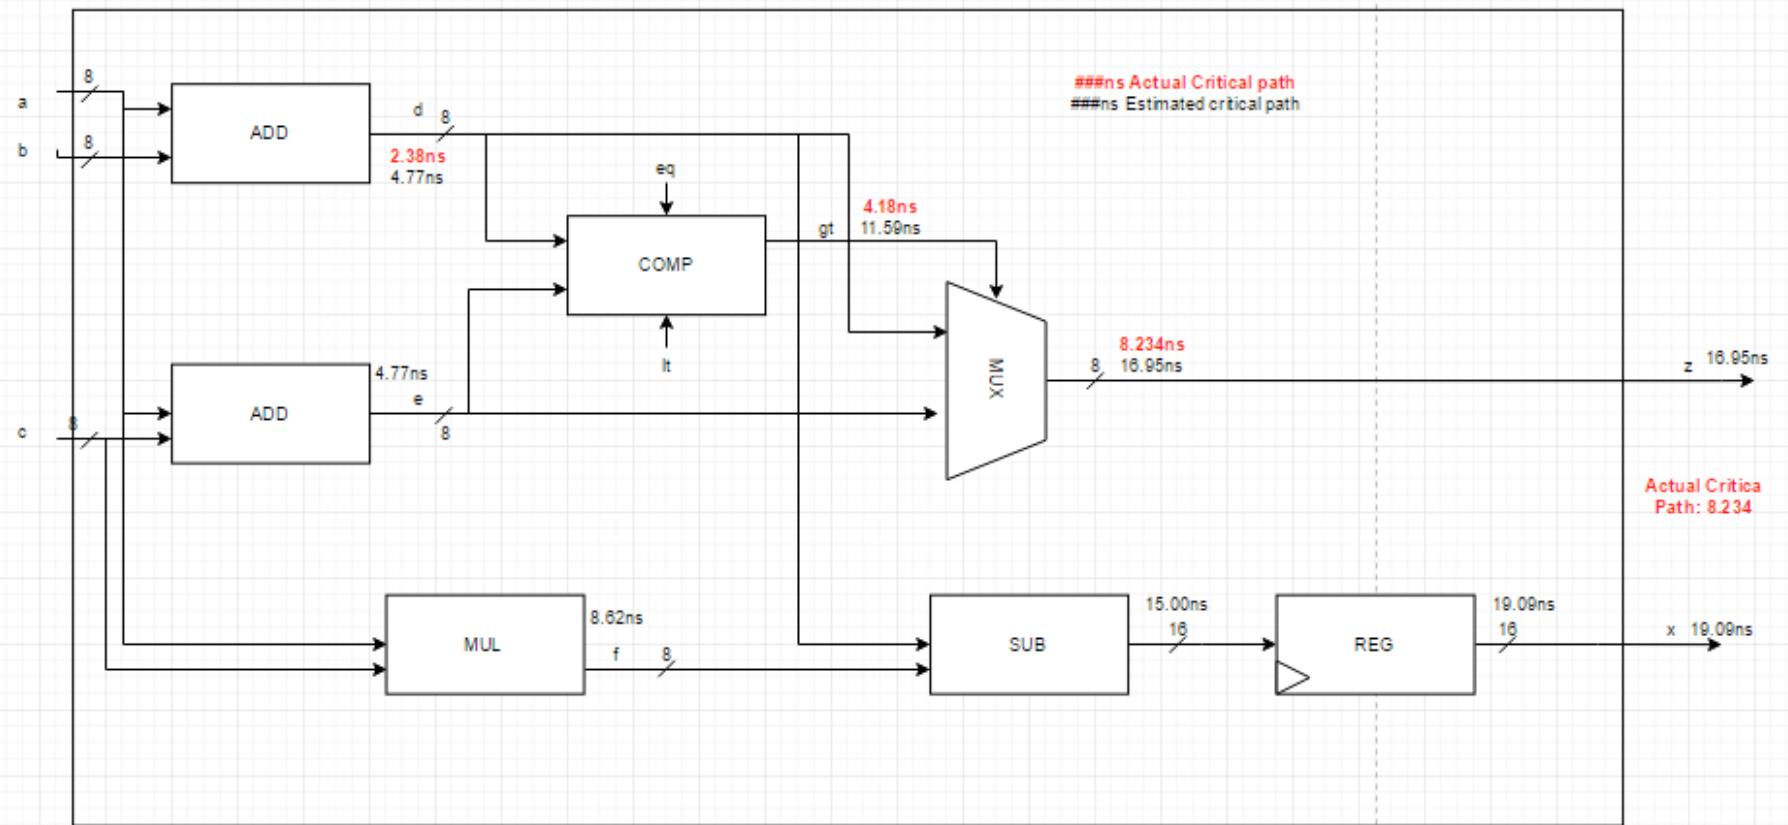 ###ns Actual Critical path
###ns Estimated critical path
a
8
b
8
ADD
d
8
2.38ns
4.77ns
eq
COMP
gt
4.18ns
11.59ns
lt
c
8
ADD
4.77ns
e
8
MUX
8.234ns
8
16.95ns
z
16.95ns
Actual Critica
Path: 8.234
MUL
8.62ns
f
8
SUB
15.00ns
16
REG
19.09ns
16
x
19.09ns